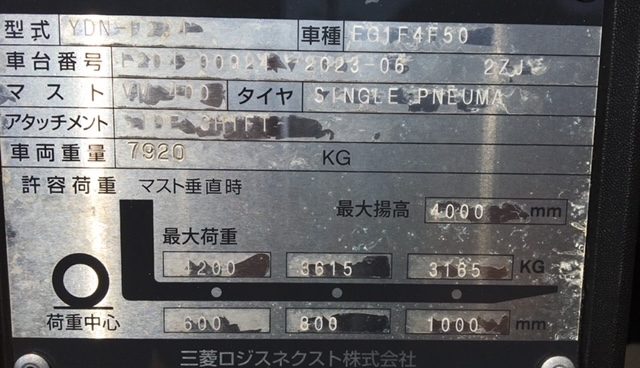 型式 車種 FG1F4F50
車台番号 2023-06 2ZJ
マスト タイヤ SINGLE PNEUMA
アタッチメント SHIFT
車両重量 7920 KG
許容荷重 マスト垂直時
最大揚高 4000 mm
最大荷重
4200 3615 3165 KG
荷重中心 600 800 1000 mm
三菱ロジスネクスト株式会社